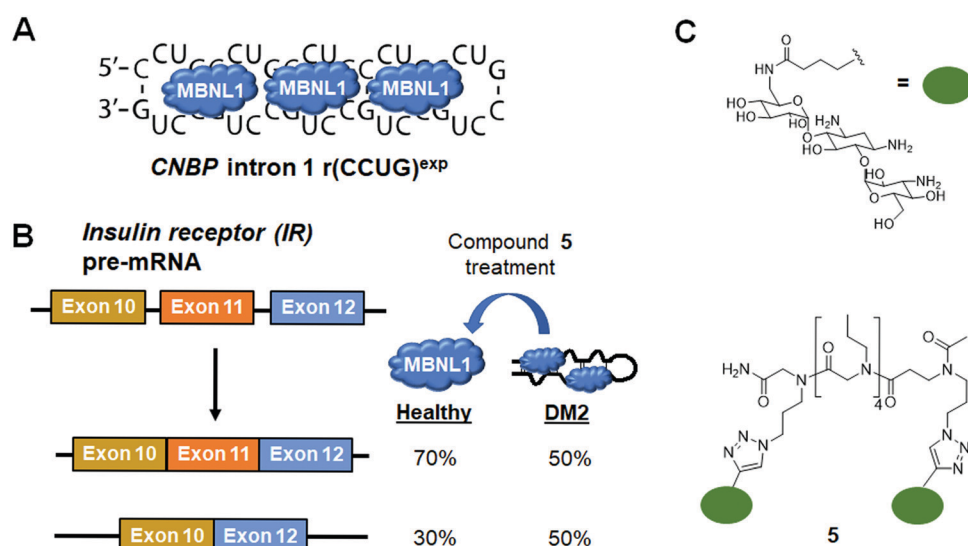 A
CU CU CU CU
5'– C G G G G U G
MBNL1 MBNL1 MBNL1
3'– G C
UC UC UC UC
CNBP intron 1 r(CCUG)exp
B
Insulin receptor (IR)
pre-mRNA
Exon 10 Exon 11 Exon 12
Compound 5
treatment
MBNL1
Healthy DM2
Exon 10 Exon 11 Exon 12 70% 50%
Exon 10 Exon 12 30% 50%
C
O
HN
=
HO O
HO HO O H2N
O NH2
HO O
O HO NH2
O OH
HO
O O
H2N N N N
O O O 4 O
N N
N N N N
5